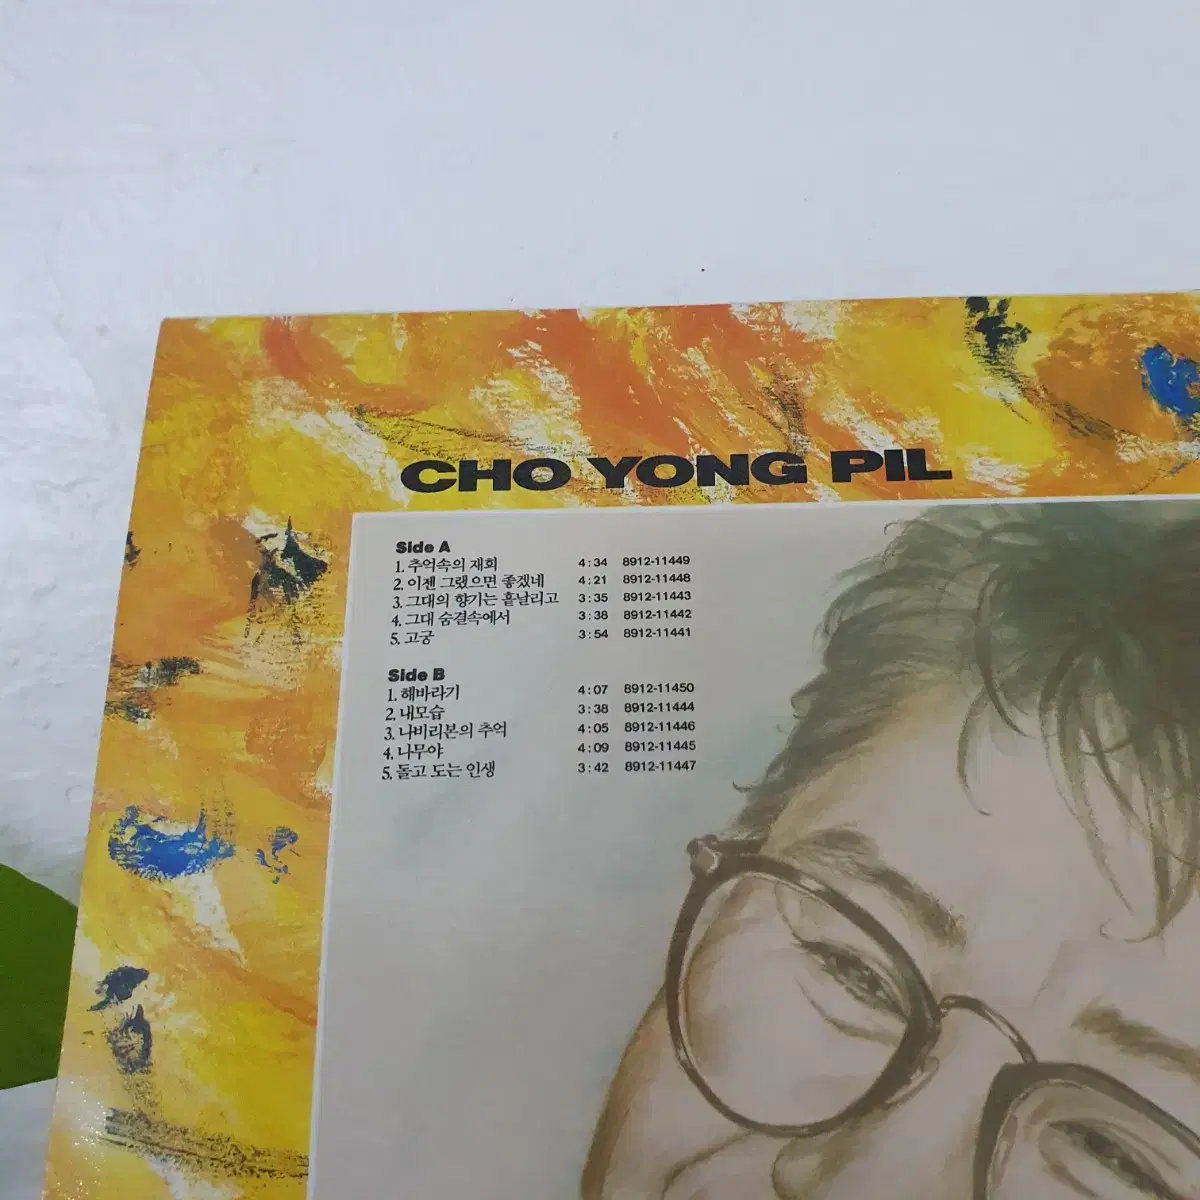 CHO YONG PIL
Side A
1. 추억속의 재회 4:34 8912-11449
2. 이젠 그랬으면 좋겠네 4:21 8912-11448
3. 그대의 향기는 흩날리고 3:35 8912-11443
4. 그대 숨결속에서 3:38 8912-11442
5. 고궁 3:54 8912-11441
Side B
1. 해바라기 4:07 8912-11450
2. 내모습 3:38 8912-11444
3. 나비리본의 추억 4:05 8912-11446
4. 나무야 4:09 8912-11445
5. 돌고 도는 인생 3:42 8912-11447